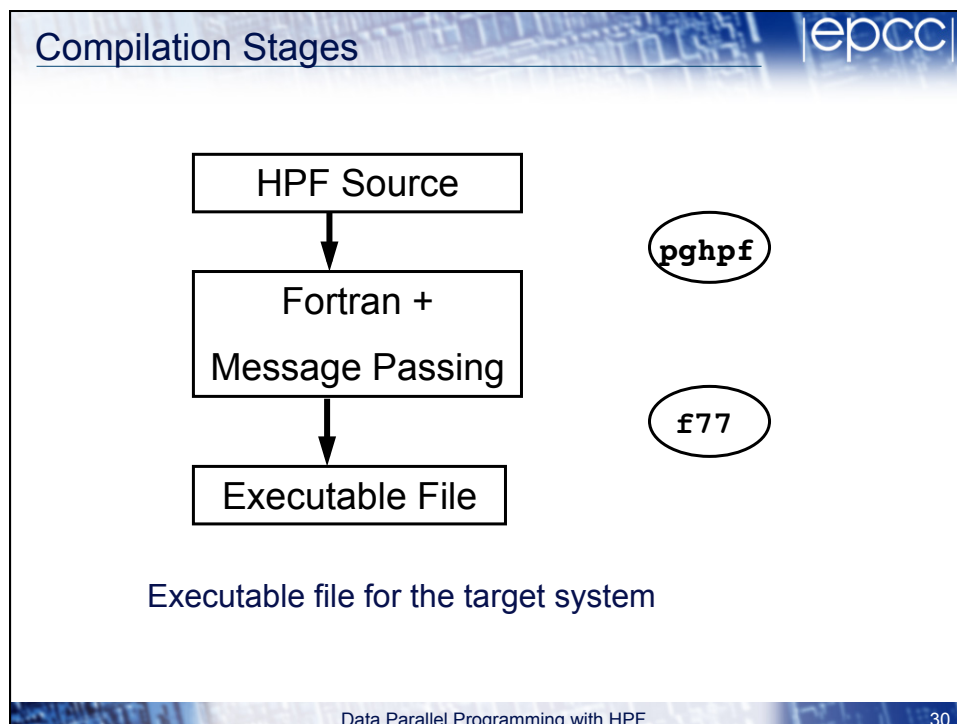 Compilation Stages
|epcc|
HPF Source
pghpf
Fortran +
Message Passing
f77
Executable File
Executable file for the target system
Data Parallel Programming with HPF
30